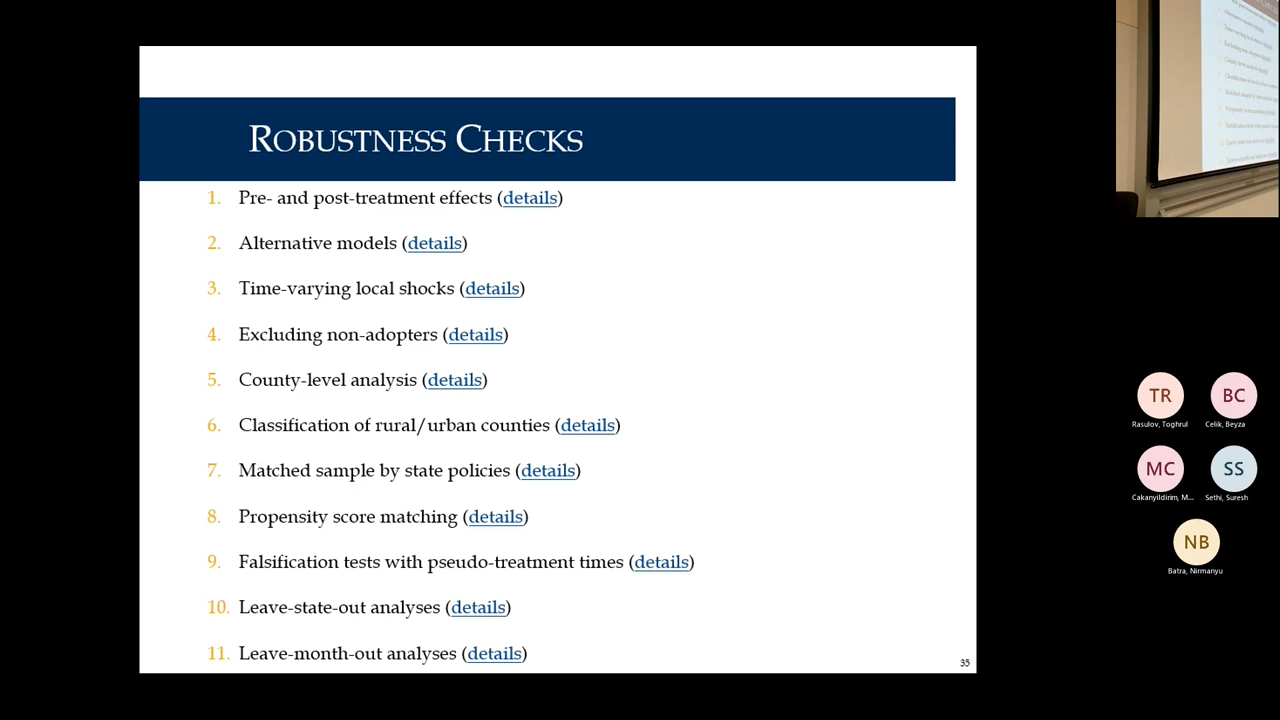 ROBUSTNESS CHECKS
1. Pre- and post-treatment effects (details)
2. Alternative models (details)
3. Time-varying local shocks (details)
4. Excluding non-adopters (details)
5. County-level analysis (details)
6. Classification of rural/urban counties (details)
7. Matched sample by state policies (details)
8. Propensity score matching (details)
9. Falsification tests with pseudo-treatment times (details)
10. Leave-state-out analyses (details)
11. Leave-month-out analyses (details)
35
TR
Rasulov, Toghrul
BC
Celik, Beyza
MC
Cakanyildirim, M...
SS
Sethi, Suresh
NB
Batra, Nirmanyu